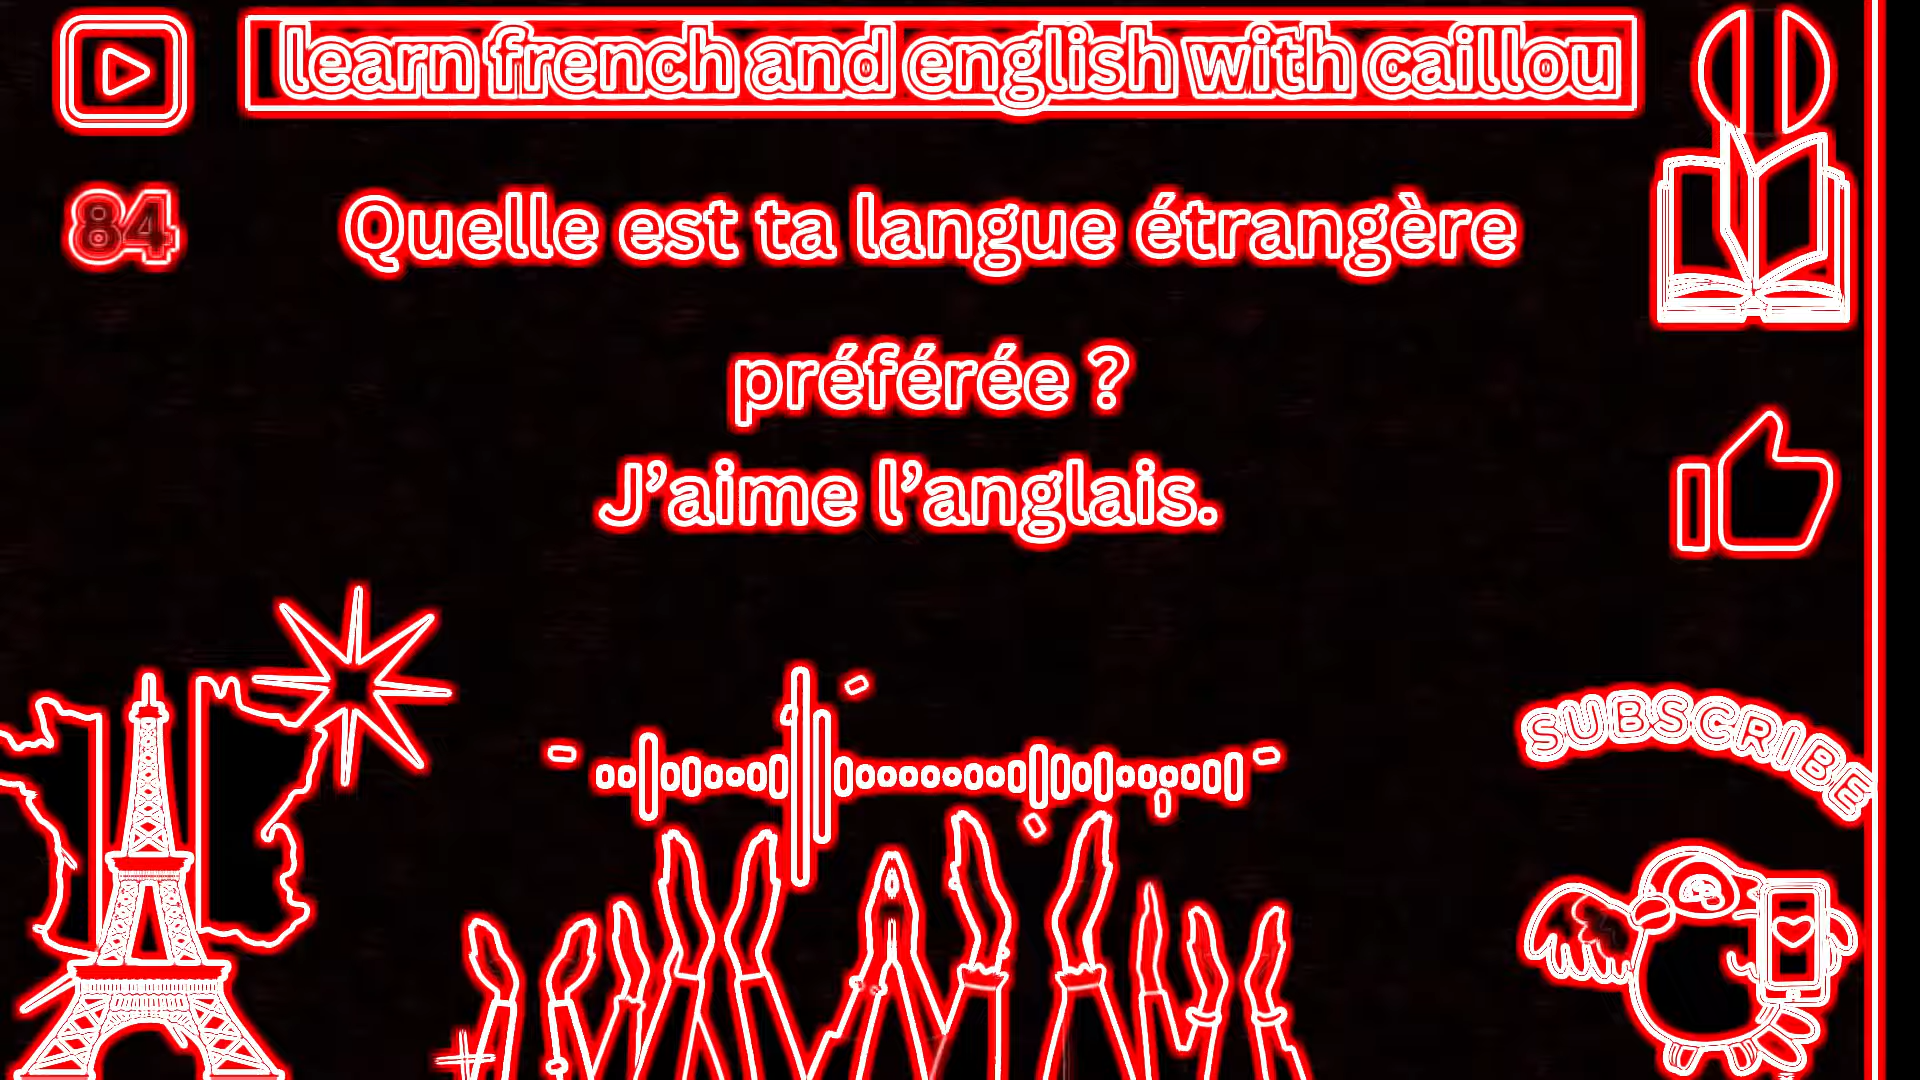 learn french and english with caillou
84
Quelle est ta langue étrangère
préférée ?
J’aime l’anglais.
SUBSCRIBE